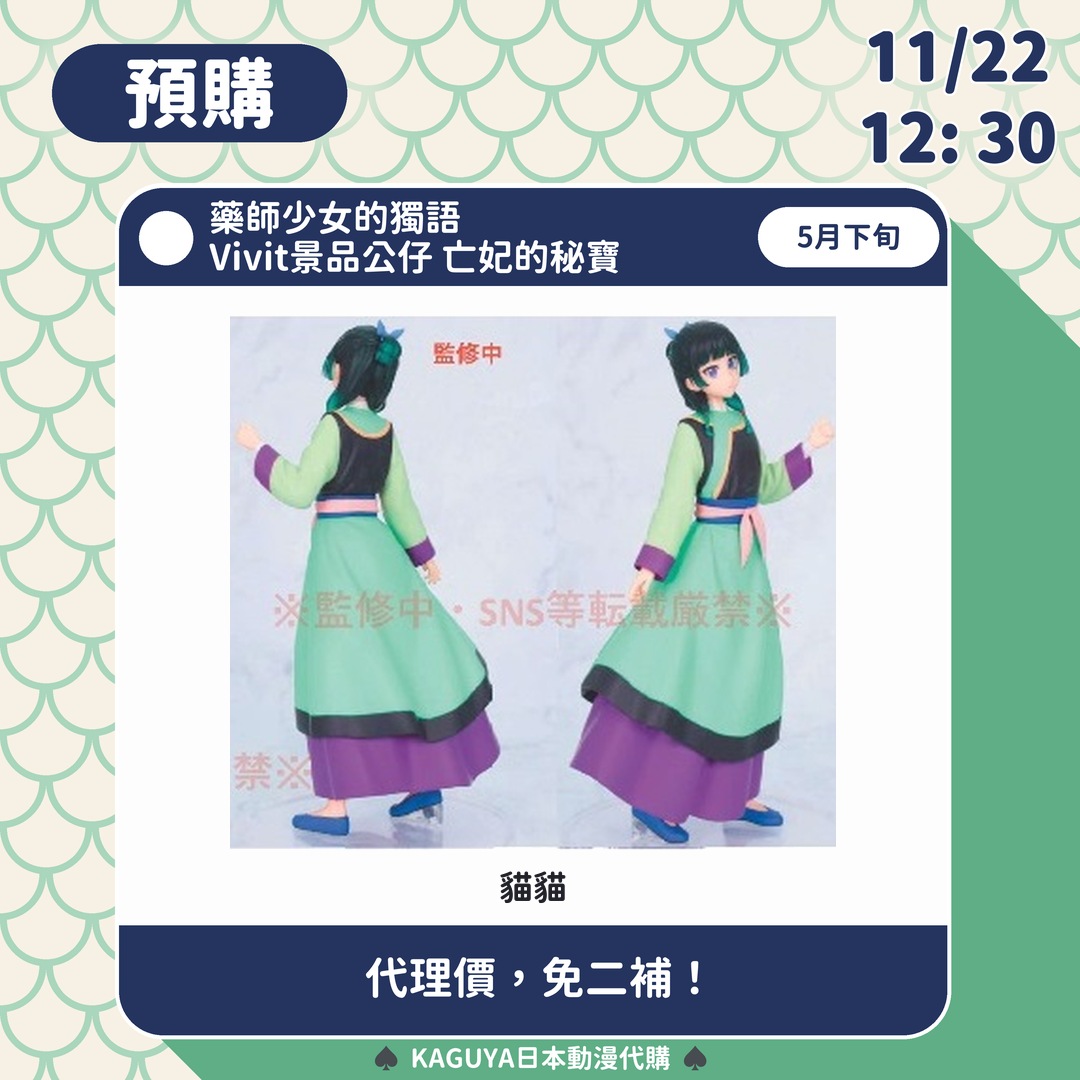 預購
11/22
12: 30
藥師少女的獨語
Vivit景品公仔 亡妃的秘寶
5月下旬
監修中
※監修中・SNS等転載厳禁※
禁※
貓貓
代理價，免二補！
♠ KAGUYA日本動漫代購 ♠